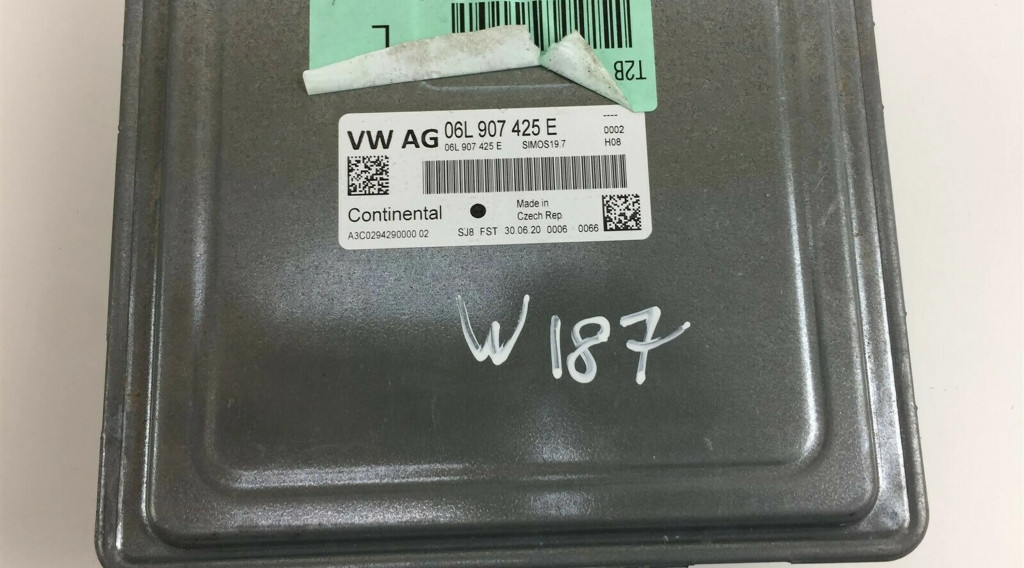 L
T2B
VW AG 06L 907 425 E
06L 907 425 E SIMOS19.7
----
0002
H08
Continental
Made in
Czech Rep.
A3C0294290000 02 SJ8 FST 30.06.20 0006 0066
W 187